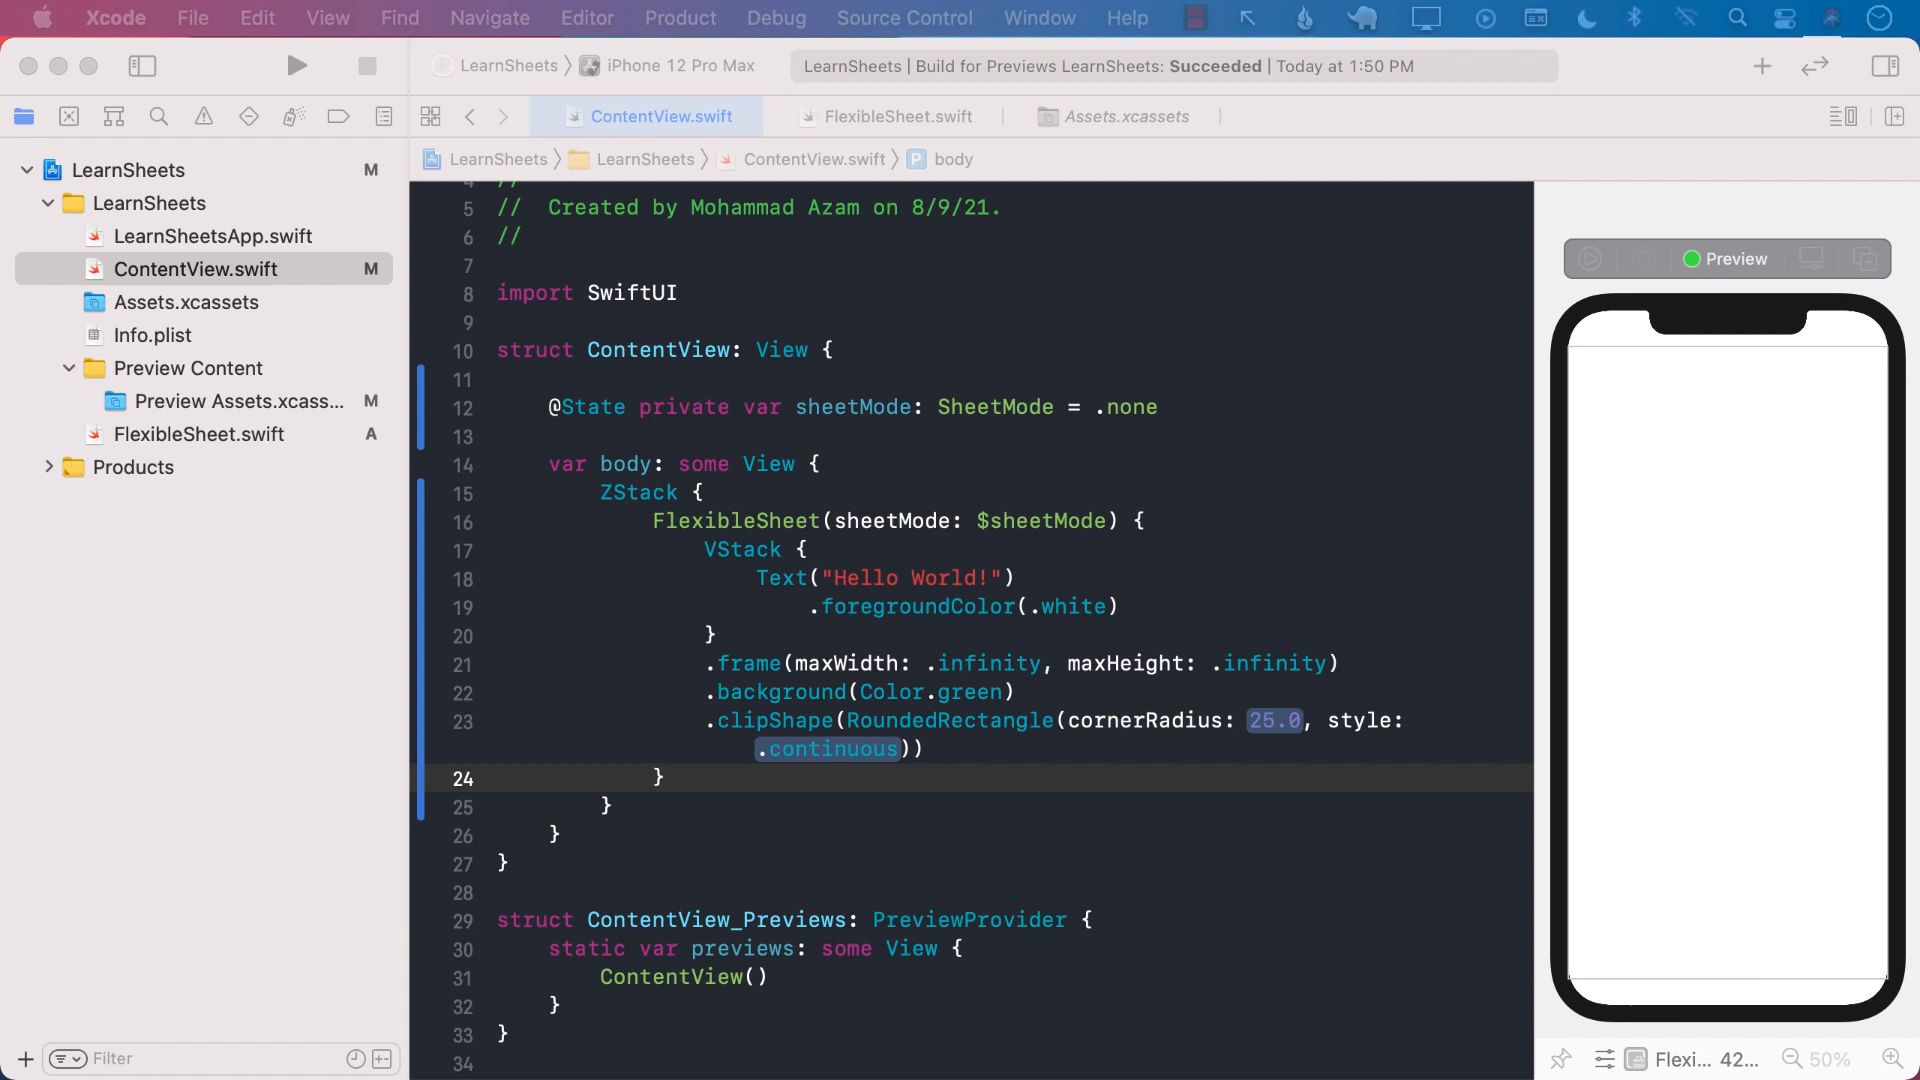 Xcode File Edit View Find Navigate Editor Product Debug Source Control Window Help
LearnSheets iPhone 12 Pro Max LearnSheets | Build for Previews LearnSheets: Succeeded | Today at 1:50 PM
ContentView.swift FlexibleSheet.swift Assets.xcassets
LearnSheets LearnSheets ContentView.swift P body
LearnSheets M
LearnSheets
LearnSheetsApp.swift
ContentView.swift M
Assets.xcassets
Info.plist
Preview Content
Preview Assets.xcass... M
FlexibleSheet.swift A
Products
Filter
4 //
5 // Created by Mohammad Azam on 8/9/21.
6 //
7
8 import SwiftUI
9
10 struct ContentView: View {
11
12 @State private var sheetMode: SheetMode = .none
13
14 var body: some View {
15 ZStack {
16 FlexibleSheet(sheetMode: $sheetMode) {
17 VStack {
18 Text("Hello World!")
19 .foregroundColor(.white)
20 }
21 .frame(maxWidth: .infinity, maxHeight: .infinity)
22 .background(Color.green)
23 .clipShape(RoundedRectangle(cornerRadius: 25.0, style:
.continuous))
24 }
25 }
26 }
27 }
28
29 struct ContentView_Previews: PreviewProvider {
30 static var previews: some View {
31 ContentView()
32 }
33 }
34
Preview
Flexi... 42... 50%